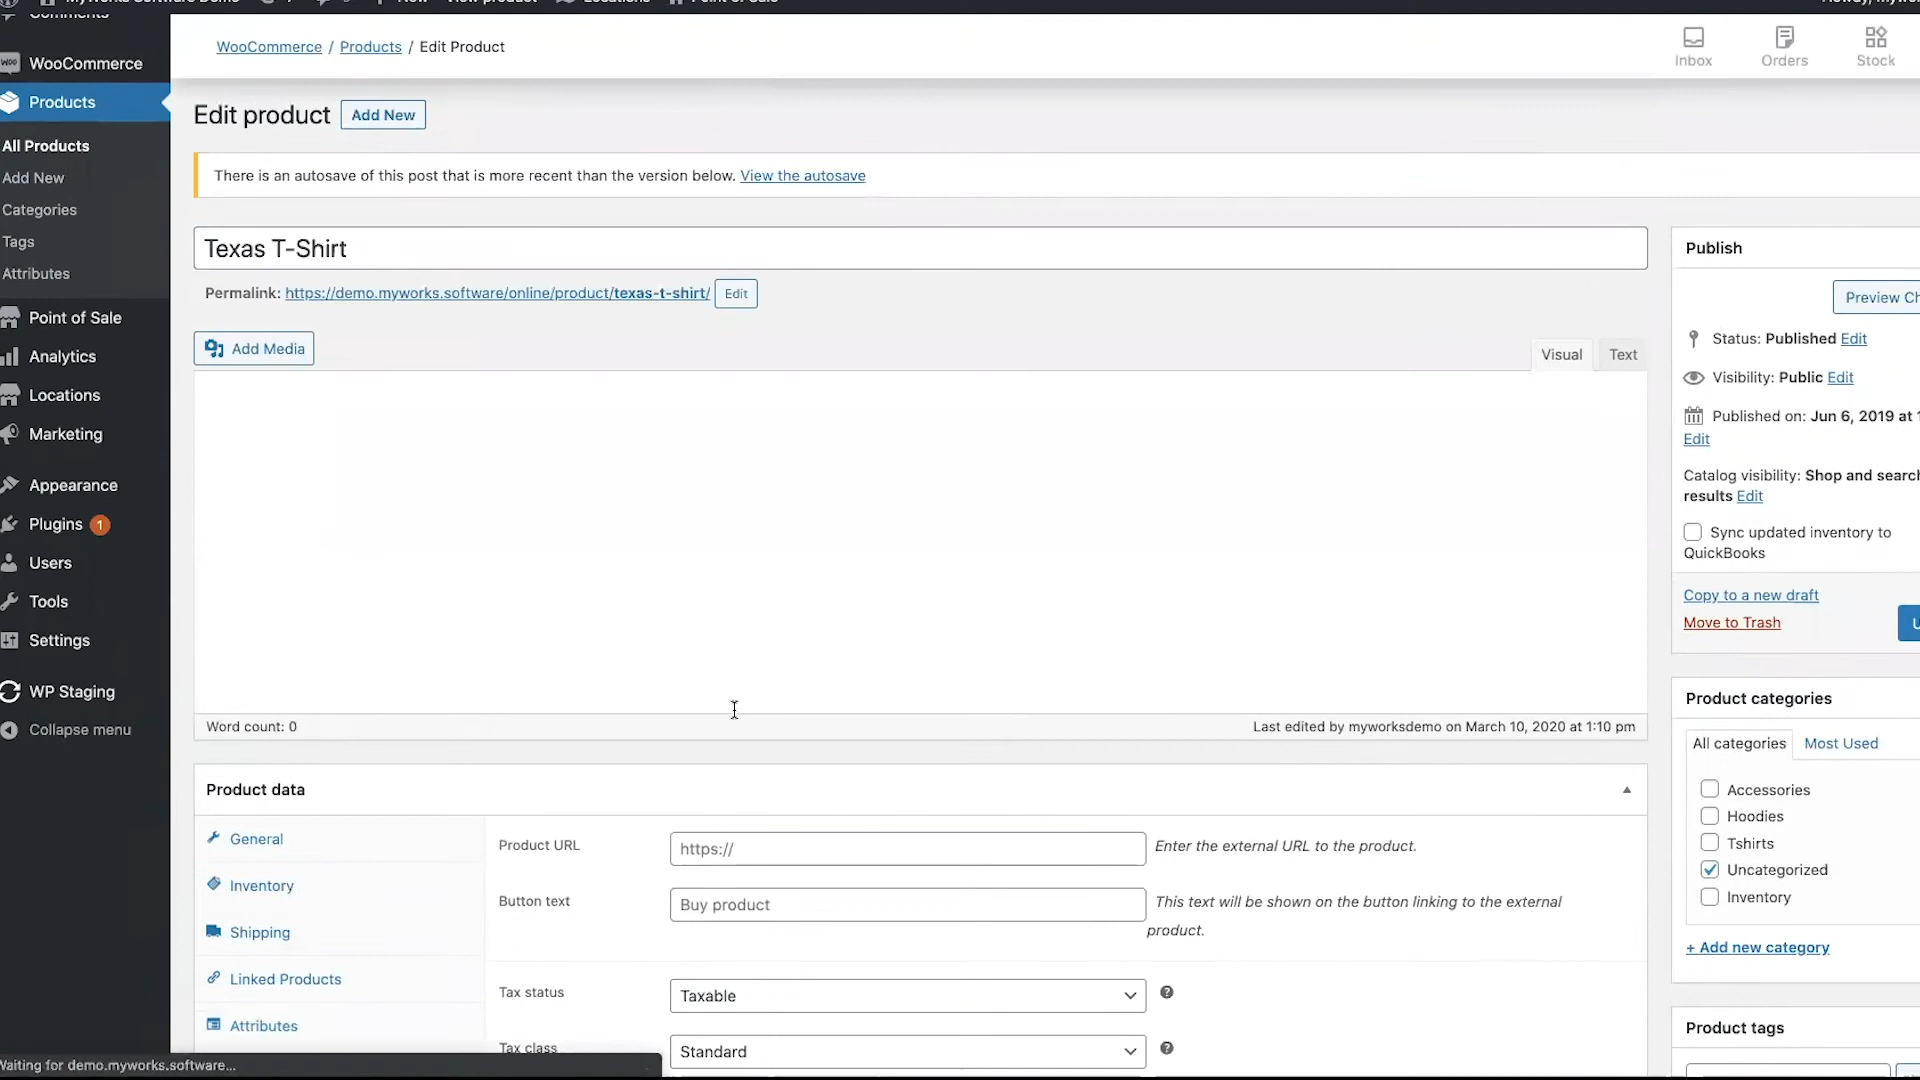 WooCommerce / Products / Edit Product
Inbox
Orders
Stock
WooCommerce
Products
All Products
Add New
Categories
Tags
Attributes
Point of Sale
Analytics
Locations
Marketing
Appearance
Plugins 1
Users
Tools
Settings
WP Staging
Collapse menu
Edit product Add New
There is an autosave of this post that is more recent than the version below. View the autosave
Texas T-Shirt
Permalink: https://demo.myworks.software/online/product/texas-t-shirt/ Edit
Add Media
Visual Text
Word count: 0
Last edited by myworksdemo on March 10, 2020 at 1:10 pm
Product data
General
Inventory
Shipping
Linked Products
Attributes
Product URL https:// Enter the external URL to the product.
Button text Buy product This text will be shown on the button linking to the external
product.
Tax status Taxable
Tax class Standard
Publish
Preview Ch
Status: Published Edit
Visibility: Public Edit
Published on: Jun 6, 2019 at 1
Edit
Catalog visibility: Shop and search
results Edit
Sync updated inventory to
QuickBooks
Copy to a new draft
Move to Trash
Product categories
All categories Most Used
Accessories
Hoodies
Tshirts
Uncategorized
Inventory
+ Add new category
Product tags
Waiting for demo.myworks.software...